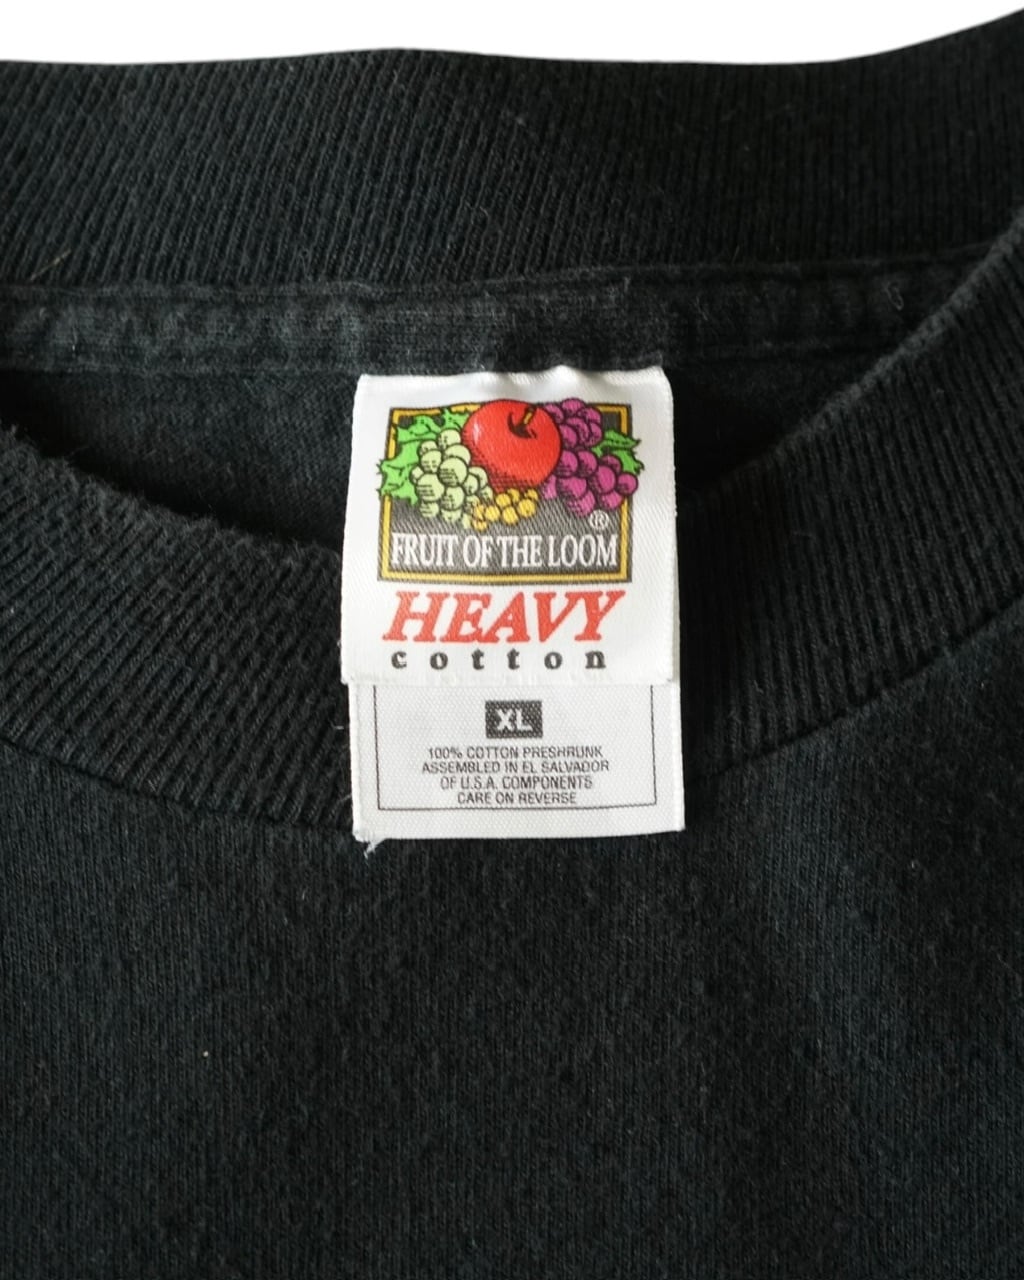 ®
FRUIT OF THE LOOM
HEAVY
cotton
XL
100% COTTON PRESHRUNK
ASSEMBLED IN EL SALVADOR
OF U.S.A. COMPONENTS
CARE ON REVERSE